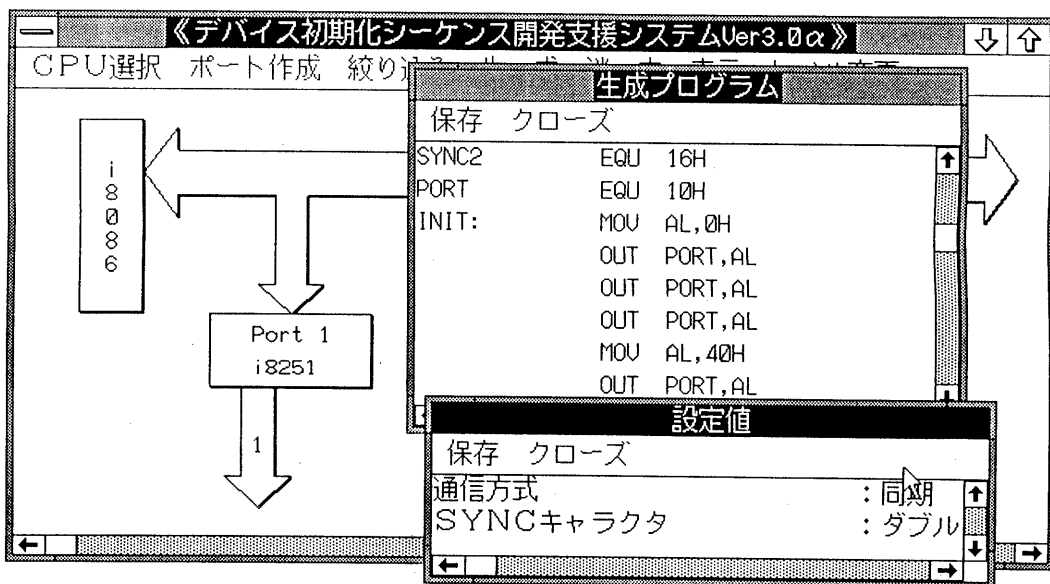 《デバイス初期化シーケンス開発支援システムVer3.0α》
CPU選択 ポート作成 絞り込み
生成プログラム
保存 クローズ
SYNC2 EQU 16H
PORT EQU 10H
INIT: MOV AL,0H
OUT PORT,AL
OUT PORT,AL
OUT PORT,AL
MOV AL,40H
OUT PORT,AL
i8086
Port 1
i8251
1
設定値
保存 クローズ
通信方式 :同期
SYNCキャラクタ :ダブル